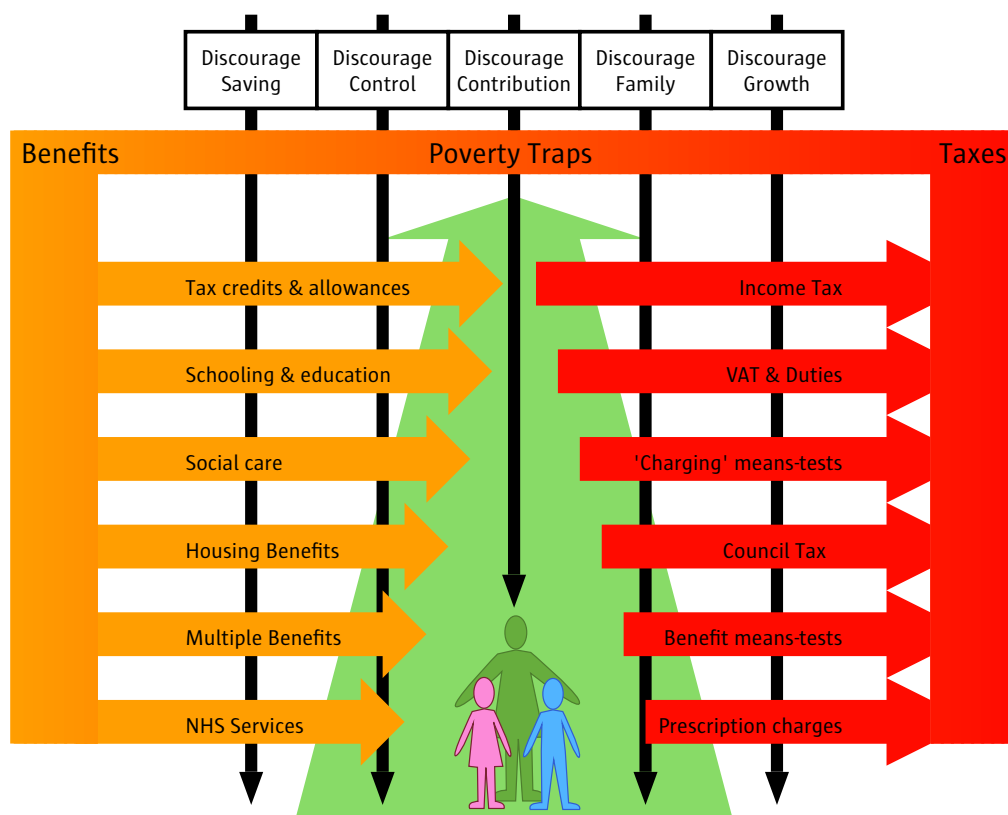 Discourage
Saving
Discourage
Control
Discourage
Contribution
Discourage
Family
Discourage
Growth
Benefits
Poverty Traps
Taxes
Tax credits & allowances
Income Tax
Schooling & education
VAT & Duties
Social care
'Charging' means-tests
Housing Benefits
Council Tax
Multiple Benefits
Benefit means-tests
NHS Services
Prescription charges